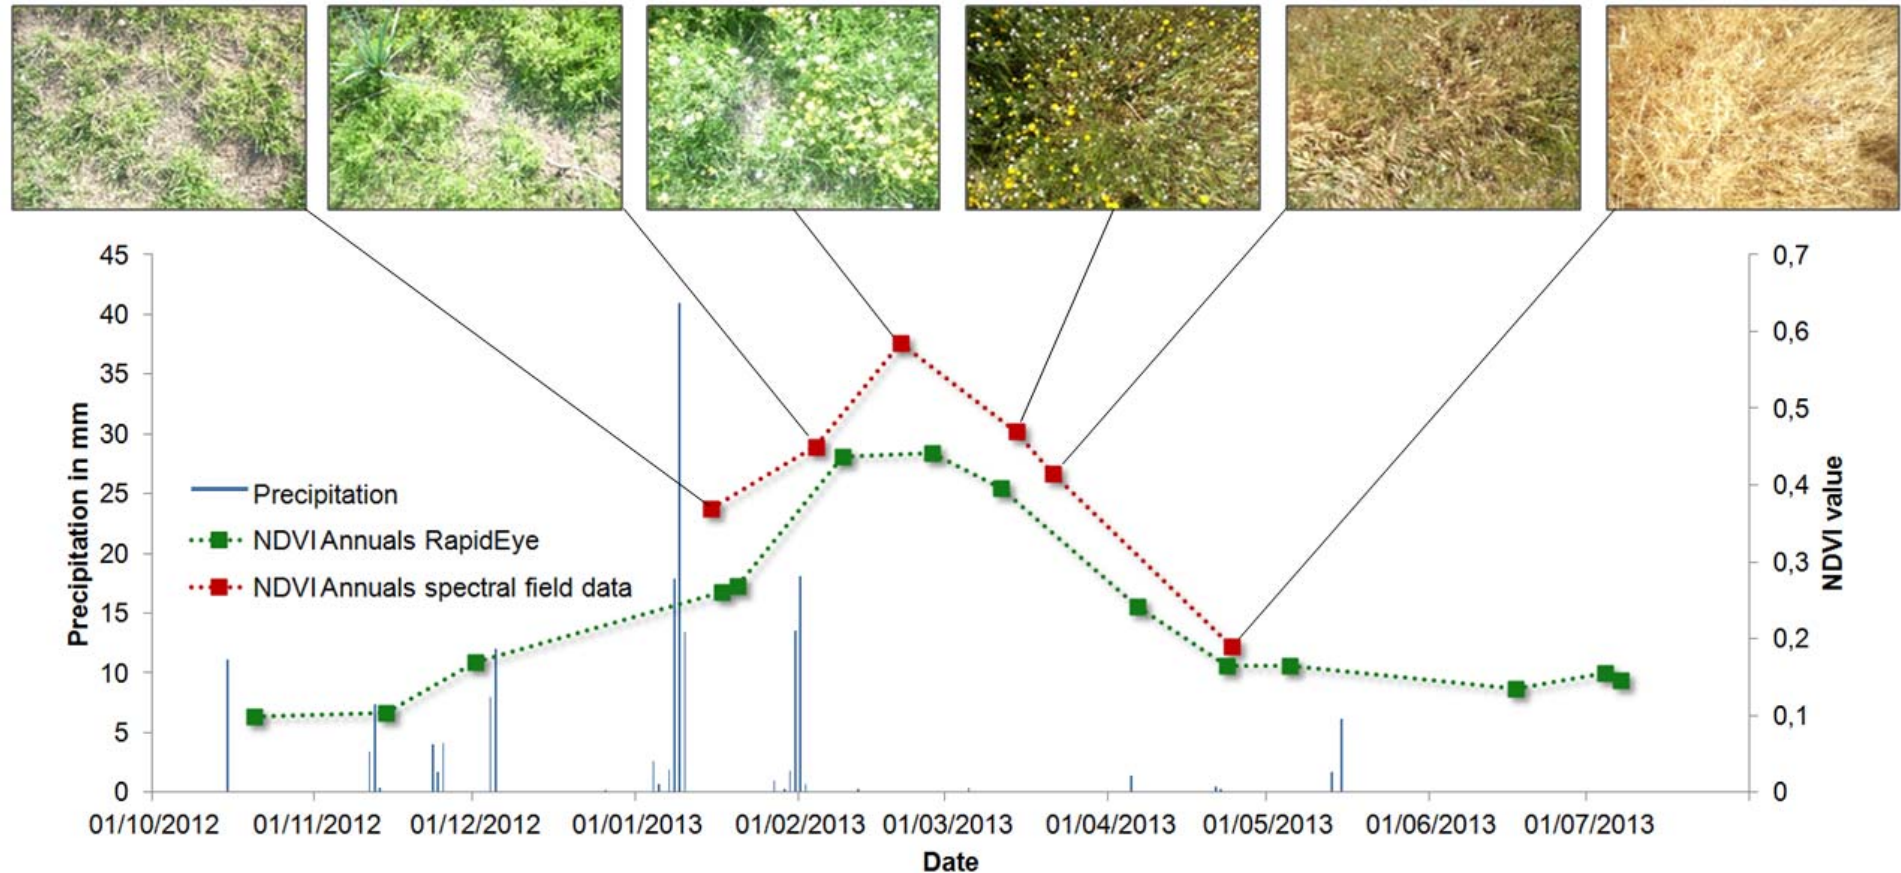 45
40
35
30
25
20
15
10
5
0
Precipitation in mm
0,7
0,6
0,5
0,4
0,3
0,2
0,1
0
NDVI value
Precipitation
NDVI Annuals RapidEye
NDVI Annuals spectral field data
01/10/2012 01/11/2012 01/12/2012 01/01/2013 01/02/2013 01/03/2013 01/04/2013 01/05/2013 01/06/2013 01/07/2013
Date